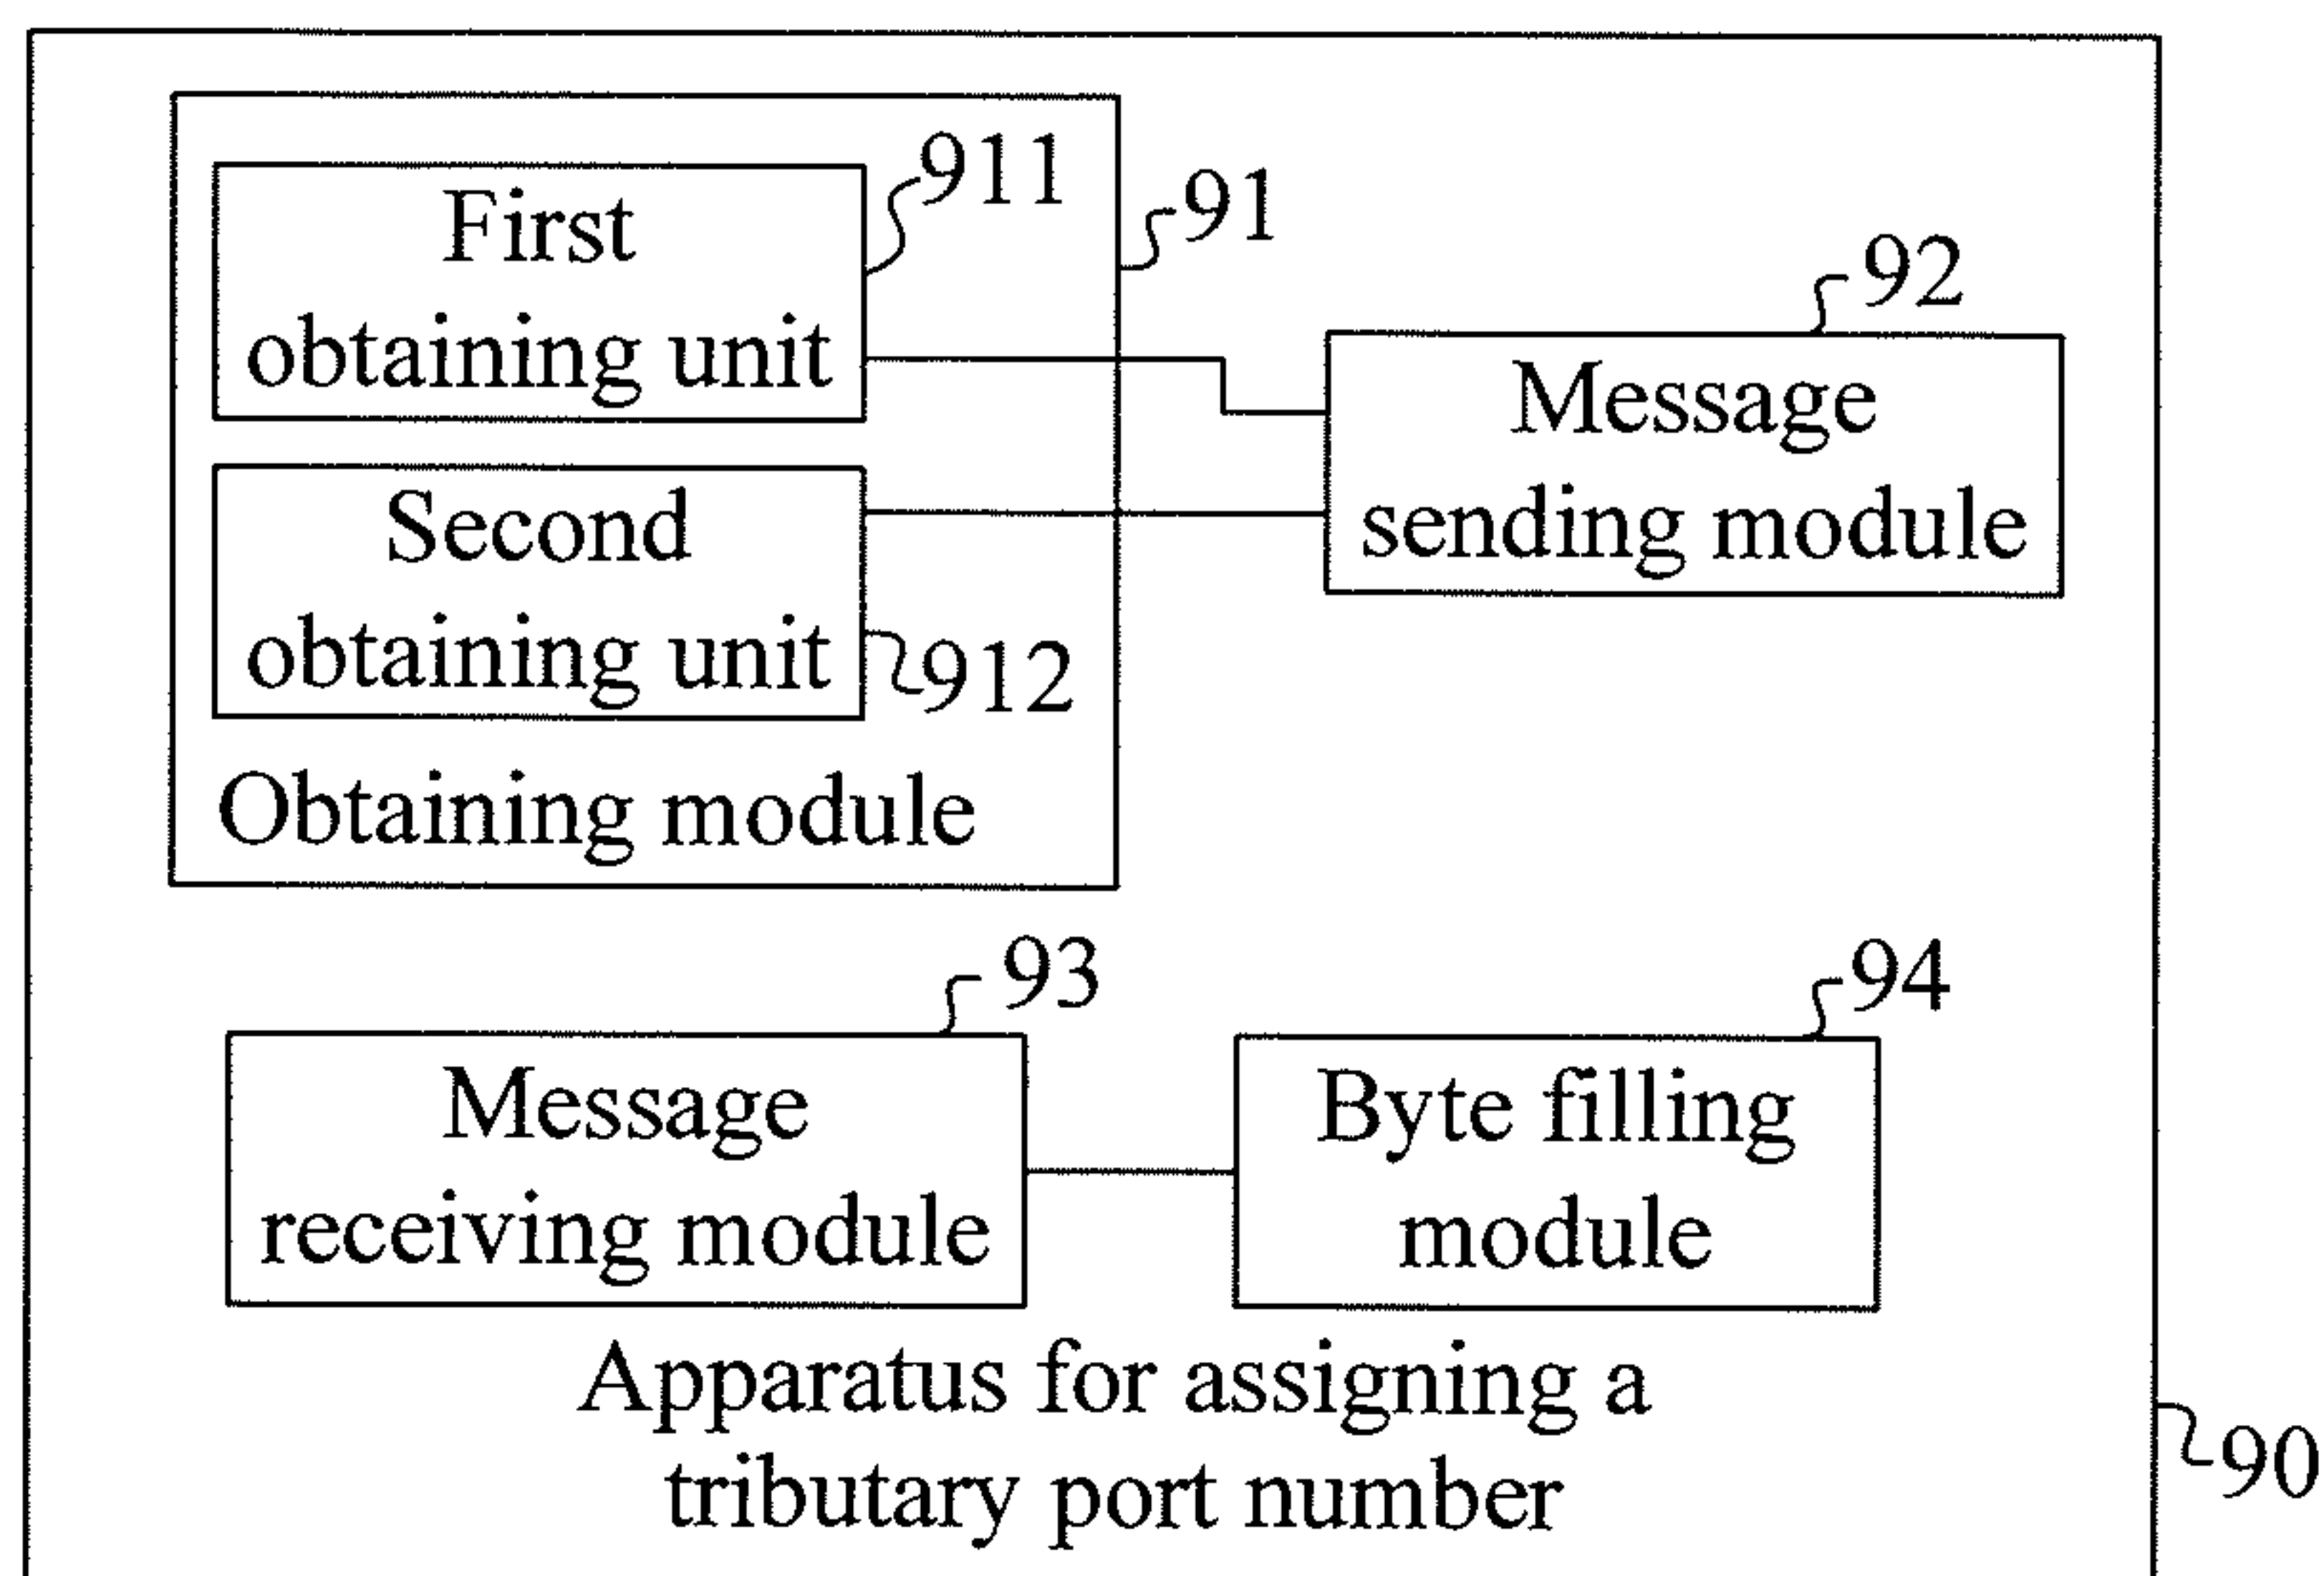 First
obtaining unit
911
91
Second
obtaining unit
912
Obtaining module
92
Message
sending module
93
Message
receiving module
94
Byte filling
module
Apparatus for assigning a
tributary port number
90